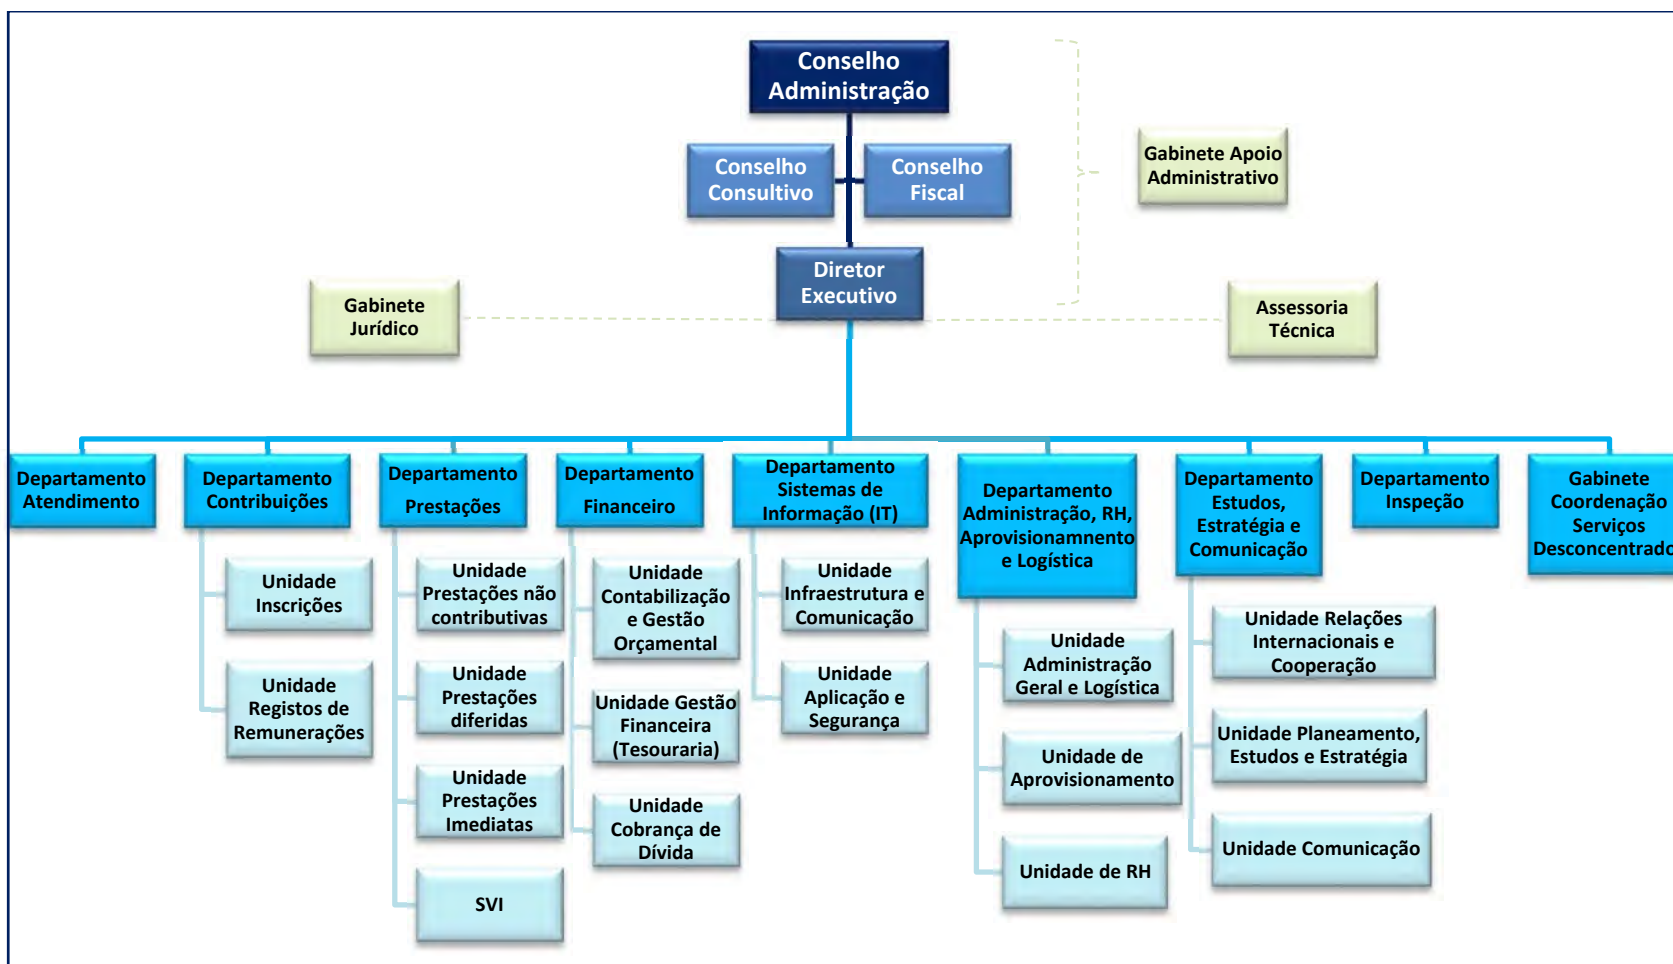 Conselho
Administração
Conselho
Consultivo
Conselho
Fiscal
Gabinete Apoio
Administrativo
Diretor
Executivo
Gabinete
Jurídico
Assessoria
Técnica
Departamento
Atendimento
Departamento
Contribuições
Departamento
Prestações
Departamento
Financeiro
Departamento
Sistemas de
Informação (IT)
Departamento
Administração, RH,
Aprovisionamnento
e Logística
Departamento
Estudos,
Estratégia e
Comunicação
Departamento
Inspeção
Gabinete
Coordenação
Serviços
Desconcentrado
Unidade
Inscrições
Unidade
Registos de
Remunerações
Unidade
Prestações não
contributivas
Unidade
Prestações
diferidas
Unidade
Prestações
Imediatas
SVI
Unidade
Contabilização
e Gestão
Orçamental
Unidade Gestão
Financeira
(Tesouraria)
Unidade
Cobrança de
Dívida
Unidade
Infraestrutura e
Comunicação
Unidade
Aplicação e
Segurança
Unidade
Administração
Geral e Logística
Unidade de
Aprovisionamento
Unidade de RH
Unidade Relações
Internacionais e
Cooperação
Unidade Planeamento,
Estudos e Estratégia
Unidade Comunicação